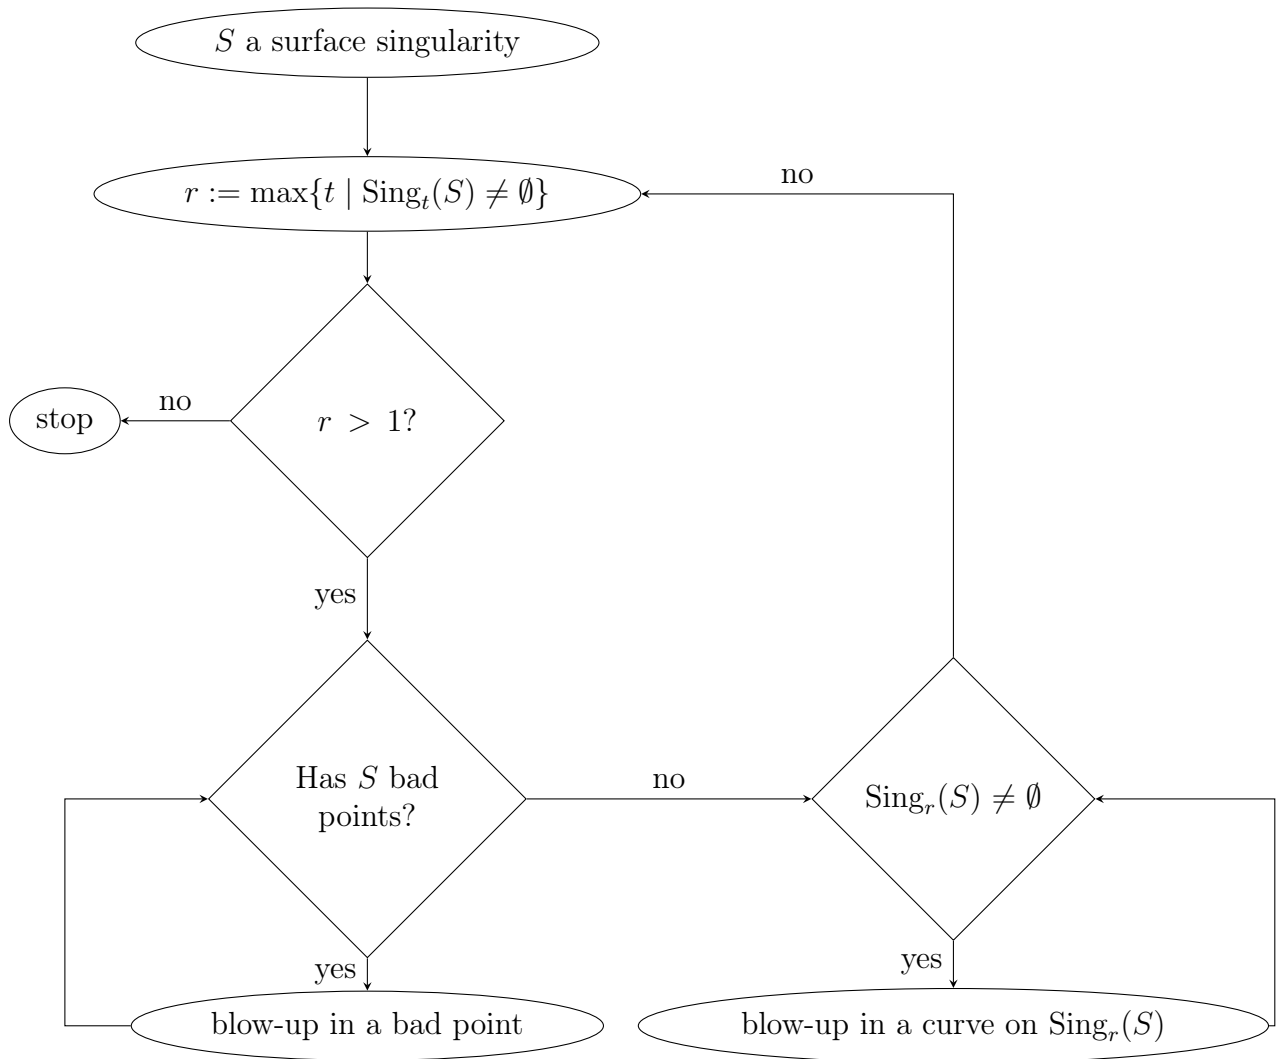 S a surface singularity
r := max{t | Sing_t(S) ≠ ∅}
no
r > 1?
no
stop
yes
Has S bad
points?
no
Sing_r(S) ≠ ∅
yes
yes
blow-up in a bad point
blow-up in a curve on Sing_r(S)